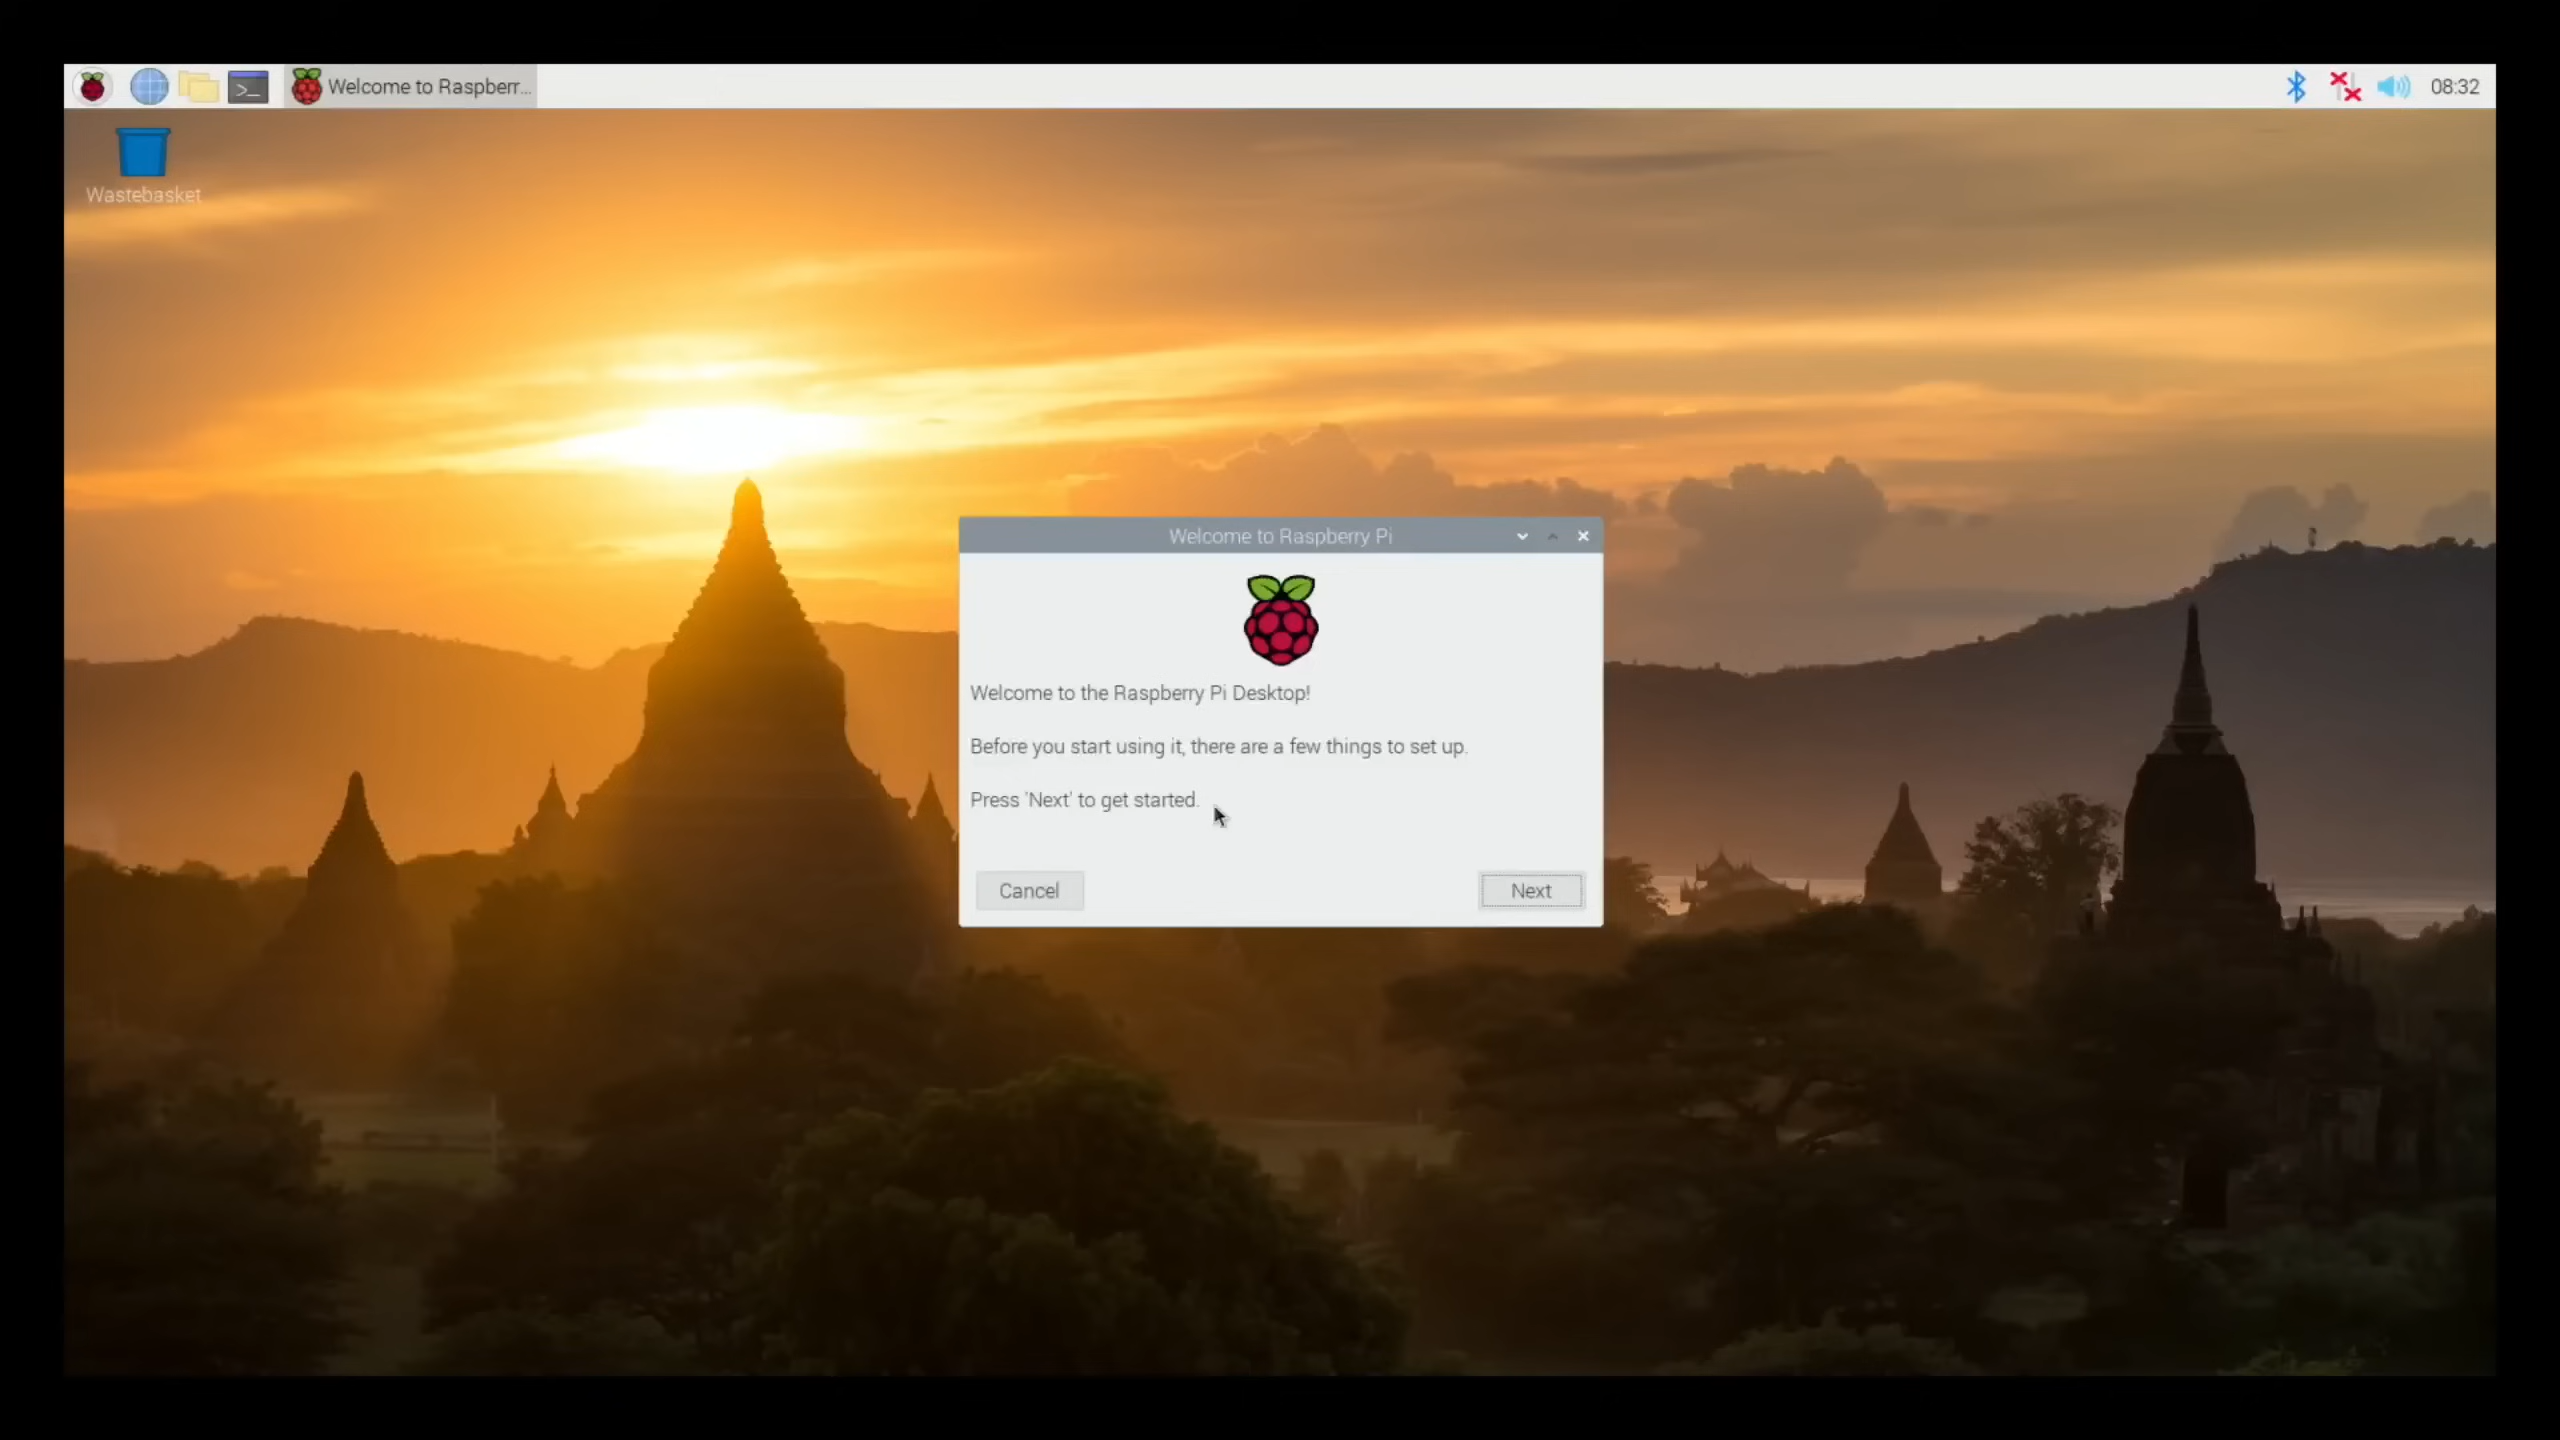 >_
Welcome to Raspberr...
08:32
Wastebasket
Welcome to Raspberry Pi
Welcome to the Raspberry Pi Desktop!
Before you start using it, there are a few things to set up.
Press 'Next' to get started.
Cancel
Next